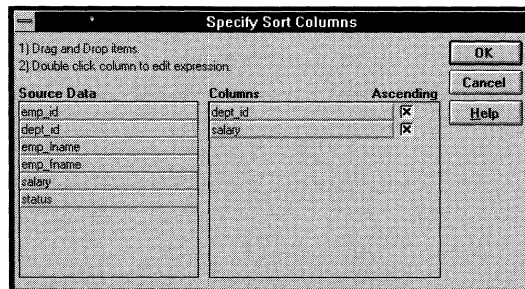 Specify Sort Columns
1) Drag and Drop items.
2) Double click column to edit expression.
OK
Cancel
Help
Source Data
emp_id
dept_id
emp_lname
emp_fname
salary
status
Columns Ascending
dept_id
salary